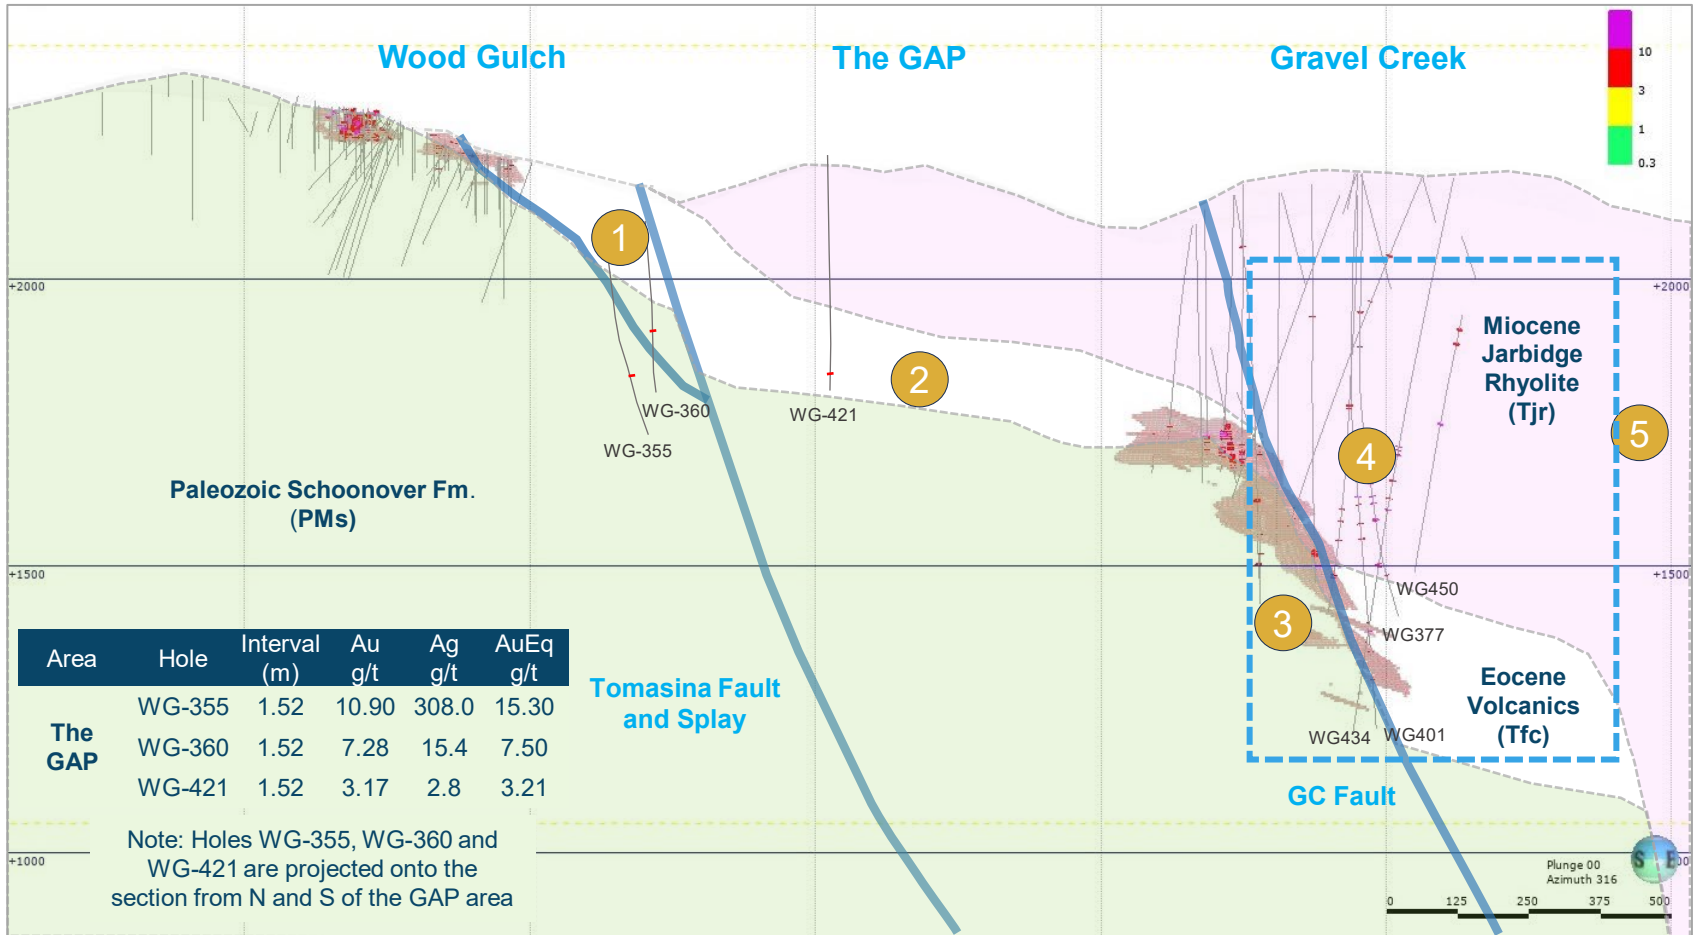 Wood Gulch
The GAP
Gravel Creek
10
3
1
0.3
1
+2000
+2000
Miocene
Jarbidge
Rhyolite
(Tjr)
2
WG-360
WG-421
WG-355
4
5
Paleozoic Schoonover Fm.
(PMs)
+1500
+1500
WG450
3
WG377
Area Hole Interval (m) Au g/t Ag g/t AuEq g/t
The GAP
WG-355 1.52 10.90 308.0 15.30
WG-360 1.52 7.28 15.4 7.50
WG-421 1.52 3.17 2.8 3.21
Tomasina Fault
and Splay
Eocene
Volcanics
(Tfc)
WG434
WG401
GC Fault
Note: Holes WG-355, WG-360 and
WG-421 are projected onto the
section from N and S of the GAP area
+1000
Plunge 00
Azimuth 316
S E
0 125 250 375 500